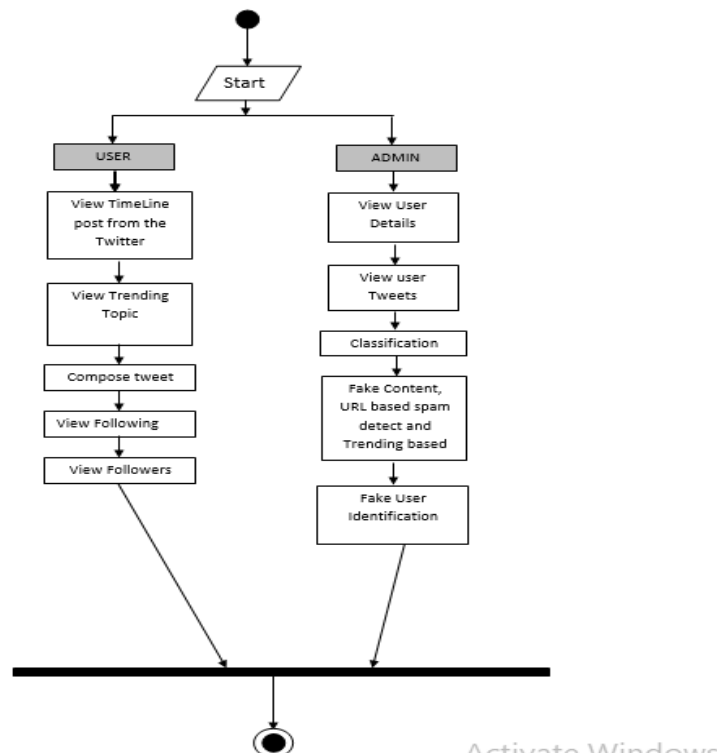 Start
USER
View TimeLine
post from the
Twitter
View Trending
Topic
Compose tweet
View Following
View Followers
ADMIN
View User
Details
View user
Tweets
Classification
Fake Content,
URL based spam
detect and
Trending based
Fake User
Identification
Activate Windows